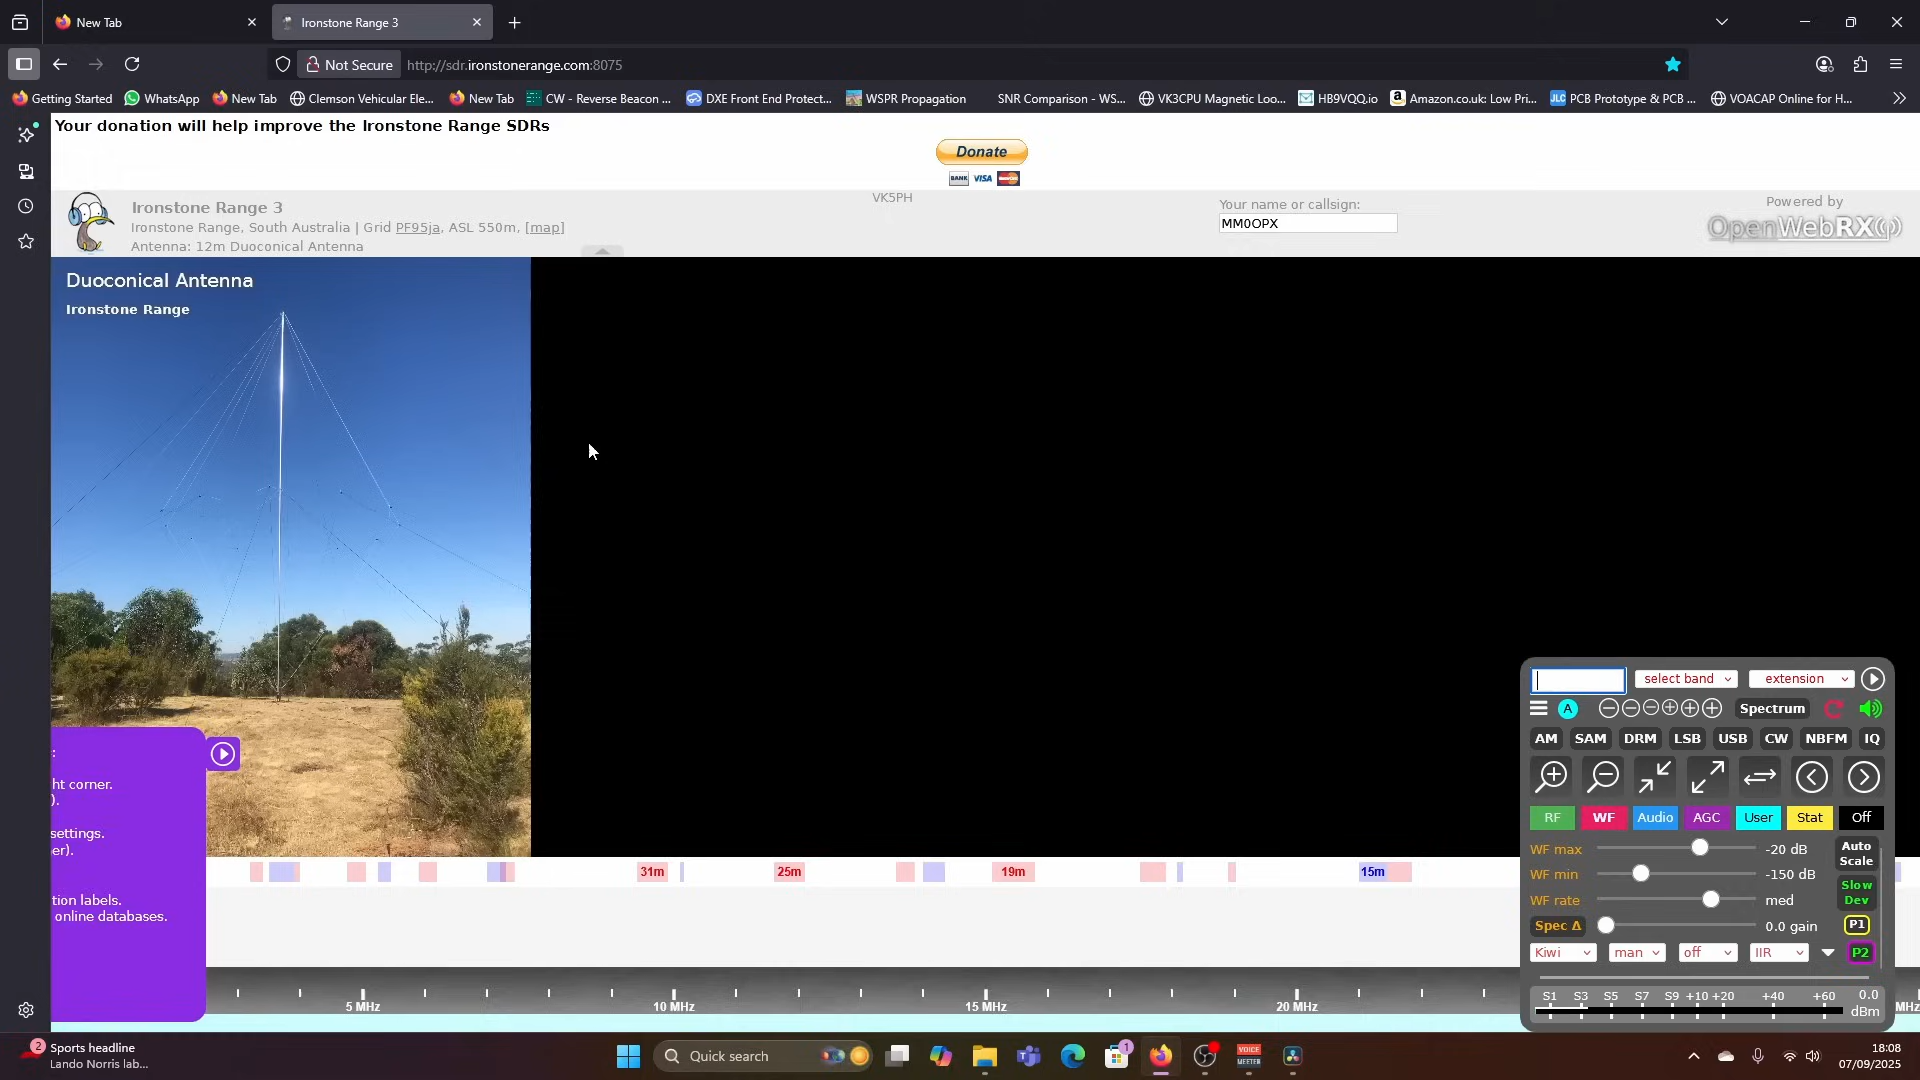 New Tab
Ironstone Range 3
Not Secure
http://sdr.ironstonerange.com:8075
Getting Started
WhatsApp
New Tab
Clemson Vehicular Ele...
New Tab
CW - Reverse Beacon ...
DXE Front End Protect...
WSPR Propagation
SNR Comparison - WS...
VK3CPU Magnetic Loo...
HB9VQQ.io
Amazon.co.uk: Low Pri...
JLC PCB Prototype & PCB ...
VOACAP Online for H...
Your donation will help improve the Ironstone Range SDRs
Donate
BANK VISA
Ironstone Range 3
Ironstone Range, South Australia | Grid PF95ja, ASL 550m, [map]
Antenna: 12m Duoconical Antenna
VK5PH
Your name or callsign:
MM0OPX
Powered by
OpenWebRX
Duoconical Antenna
Ironstone Range
:
ht corner.
).
settings.
er).
tion labels.
online databases.
31m
25m
19m
15m
5 MHz
10 MHz
15 MHz
20 MHz
MHz
select band
extension
A
Spectrum
AM SAM DRM LSB USB CW NBFM IQ
RF WF Audio AGC User Stat Off
WF max -20 dB Auto Scale
WF min -150 dB Slow Dev
WF rate med
Spec Δ 0.0 gain P1
Kiwi man off IIR P2
S1 S3 S5 S7 S9 +10 +20 +40 +60 0.0
dBm
2
Sports headline
Lando Norris lab...
Quick search
1
VOICE
MEETER
18:08
07/09/2025